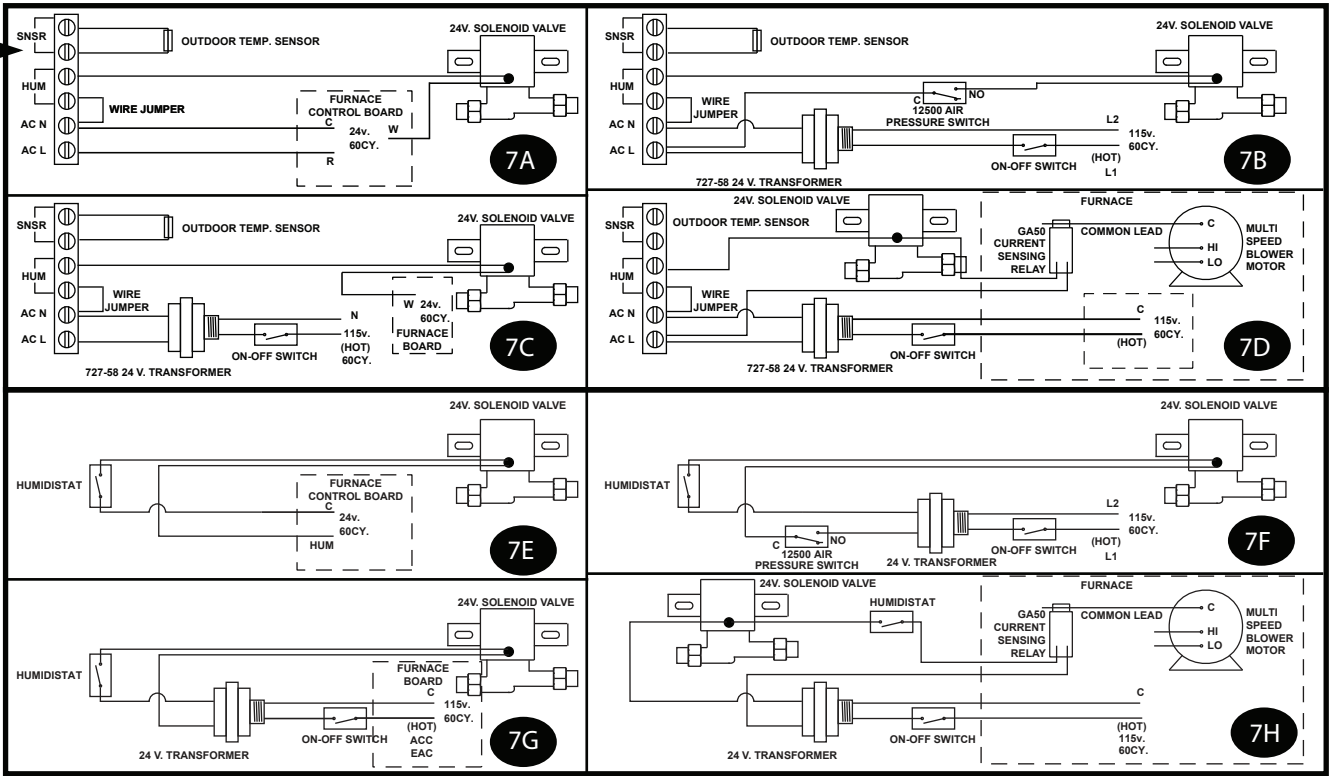 SNSR
OUTDOOR TEMP. SENSOR
24V. SOLENOID VALVE
HUM
WIRE JUMPER
AC N
AC L
FURNACE
CONTROL BOARD
C
24v.
60CY.
W
R
7A
SNSR
OUTDOOR TEMP. SENSOR
24V. SOLENOID VALVE
HUM
WIRE
JUMPER
AC N
AC L
C
NO
12500 AIR
PRESSURE SWITCH
L2
115v.
60CY.
(HOT)
L1
ON-OFF SWITCH
727-58 24 V. TRANSFORMER
7B
SNSR
OUTDOOR TEMP. SENSOR
24V. SOLENOID VALVE
HUM
WIRE
JUMPER
AC N
AC L
W 24v.
60CY.
FURNACE
BOARD
N
115v.
(HOT)
60CY.
ON-OFF SWITCH
727-58 24 V. TRANSFORMER
7C
24V. SOLENOID VALVE
SNSR
OUTDOOR TEMP. SENSOR
HUM
WIRE
JUMPER
AC N
AC L
FURNACE
GA50
CURRENT
SENSING
RELAY
COMMON LEAD
C
HI
LO
MULTI
SPEED
BLOWER
MOTOR
C
115v.
60CY.
(HOT)
ON-OFF SWITCH
727-58 24 V. TRANSFORMER
7D
24V. SOLENOID VALVE
HUMIDISTAT
FURNACE
CONTROL BOARD
C
24v.
60CY.
HUM
7E
24V. SOLENOID VALVE
HUMIDISTAT
C
NO
12500 AIR
PRESSURE SWITCH
L2
115v.
60CY.
(HOT)
L1
ON-OFF SWITCH
24 V. TRANSFORMER
7F
24V. SOLENOID VALVE
HUMIDISTAT
FURNACE
BOARD
C
115v.
60CY.
(HOT)
ACC
EAC
ON-OFF SWITCH
24 V. TRANSFORMER
7G
24V. SOLENOID VALVE
HUMIDISTAT
FURNACE
GA50
CURRENT
SENSING
RELAY
COMMON LEAD
C
HI
LO
MULTI
SPEED
BLOWER
MOTOR
C
(HOT)
115v.
60CY.
ON-OFF SWITCH
24 V. TRANSFORMER
7H